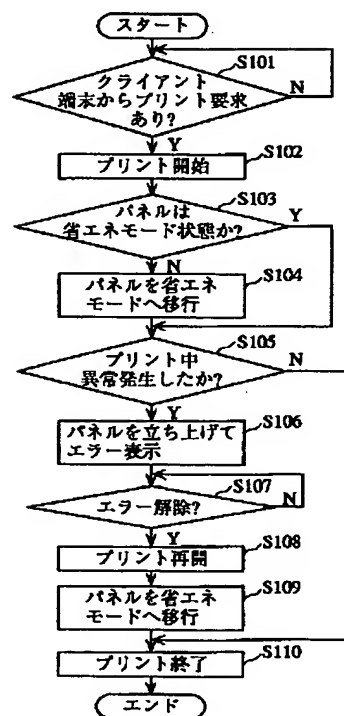 スタート
S101
クライアント
端末からプリント要求
あり?
N
Y
S102
プリント開始
S103
パネルは
省エネモード状態か?
Y
N
S104
パネルを省エネ
モードへ移行
S105
プリント中
異常発生したか?
N
Y
S106
パネルを立ち上げて
エラー表示
S107
エラー解除?
N
Y
S108
プリント再開
S109
パネルを省エネ
モードへ移行
S110
プリント終了
エンド